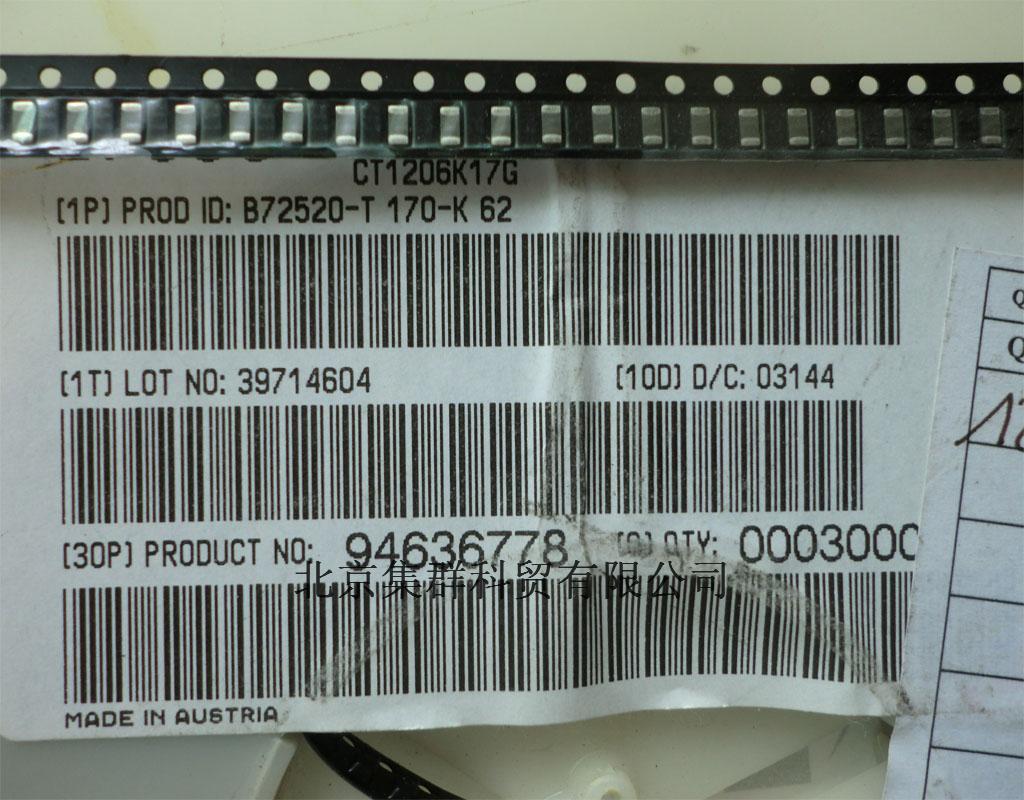 CT1206K17G
(1P) PROD ID: B72520-T 170-K 62
(1T) LOT NO: 39714604 (10D) D/C: 03144
(30P) PRODUCT NO: 94636778 (Q) QTY: 0003000
北京集群科贸有限公司
MADE IN AUSTRIA
Q
Q